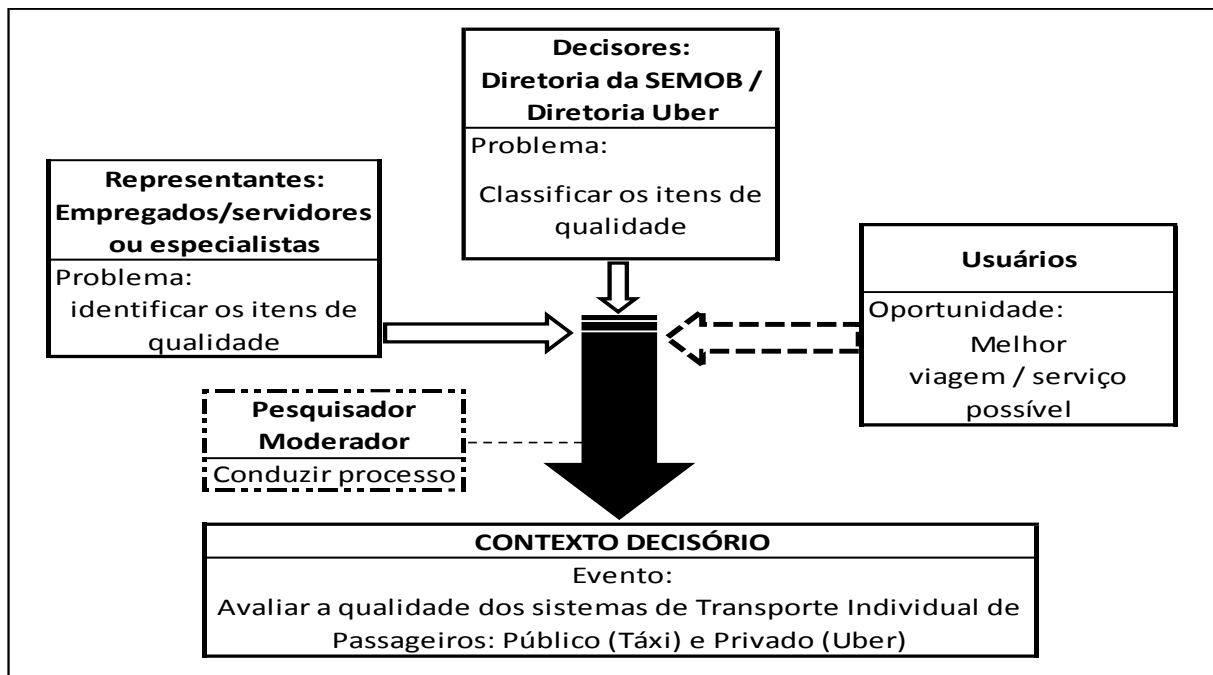 Decisores:
Diretoria da SEMOB /
Diretoria Uber
Problema:
Classificar os itens de
qualidade
Representantes:
Empregados/servidores
ou especialistas
Problema:
identificar os itens de
qualidade
Usuários
Oportunidade:
Melhor
viagem / serviço
possível
Pesquisador
Moderador
Conduzir processo
CONTEXTO DECISÓRIO
Evento:
Avaliar a qualidade dos sistemas de Transporte Individual de
Passageiros: Público (Táxi) e Privado (Uber)